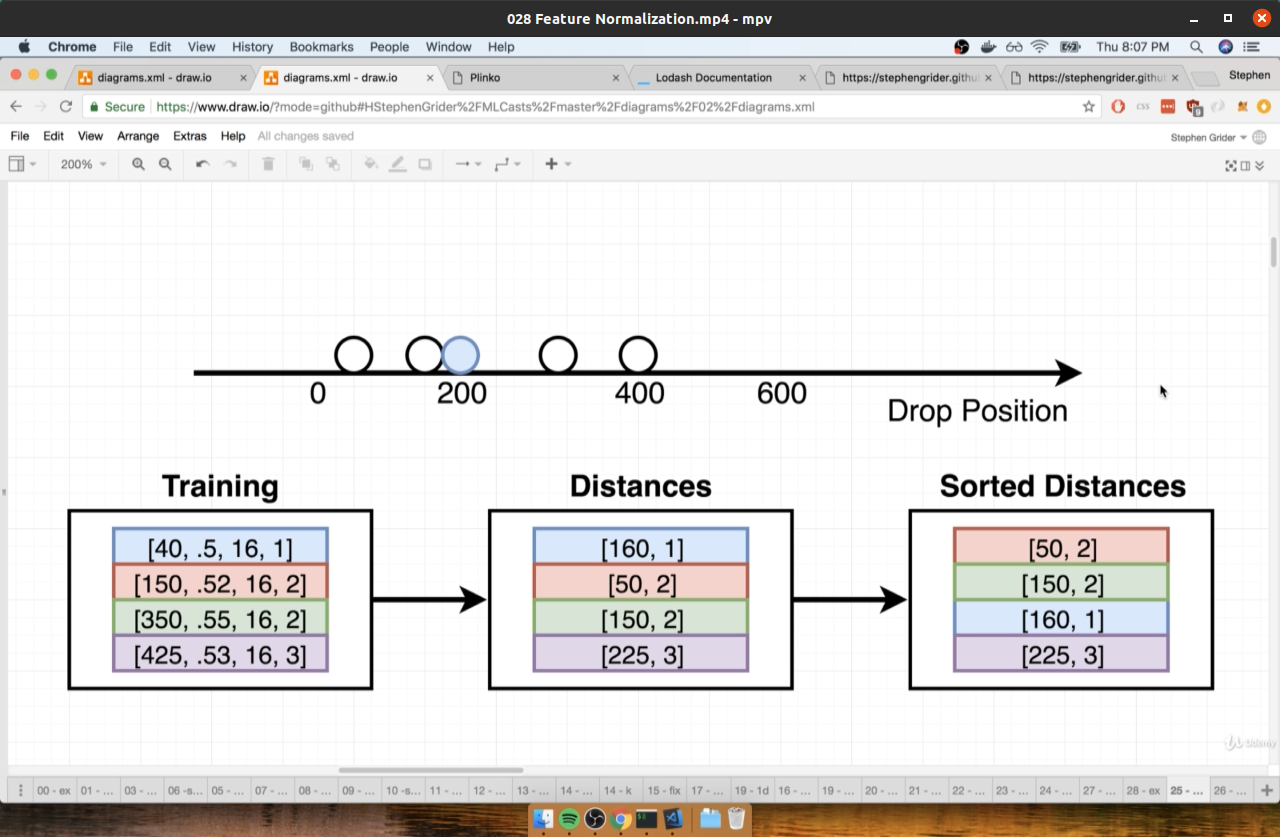 028 Feature Normalization.mp4 - mpv
Chrome File Edit View History Bookmarks People Window Help Thu 8:07 PM
diagrams.xml - draw.io diagrams.xml - draw.io Plinko Lodash Documentation https://stephengrider.githu https://stephengrider.githu Stephen
Secure https://www.draw.io/?mode=github#HStephenGrider%2FMLCasts%2Fmaster%2Fdiagrams%2F02%2Fdiagrams.xml
File Edit View Arrange Extras Help All changes saved Stephen Grider
200%
0 200 400 600
Drop Position
Training Distances Sorted Distances
[40, .5, 16, 1] [160, 1] [50, 2]
[150, .52, 16, 2] [50, 2] [150, 2]
[350, .55, 16, 2] [150, 2] [160, 1]
[425, .53, 16, 3] [225, 3] [225, 3]
Udemy
00 - ex 01 - ... 03 - ... 06 -s... 05 - ... 07 - ... 08 - ... 09 - ... 10 -s... 11 - ... 12 - ... 13 - ... 14 - ... 14 - k 15 - fix 17 - ... 19 - 1d 16 - ... 19 - ... 20 - ... 21 - ... 22 - ... 23 - ... 24 - ... 27 - ... 28 - ex 25 - ... 26 - ...